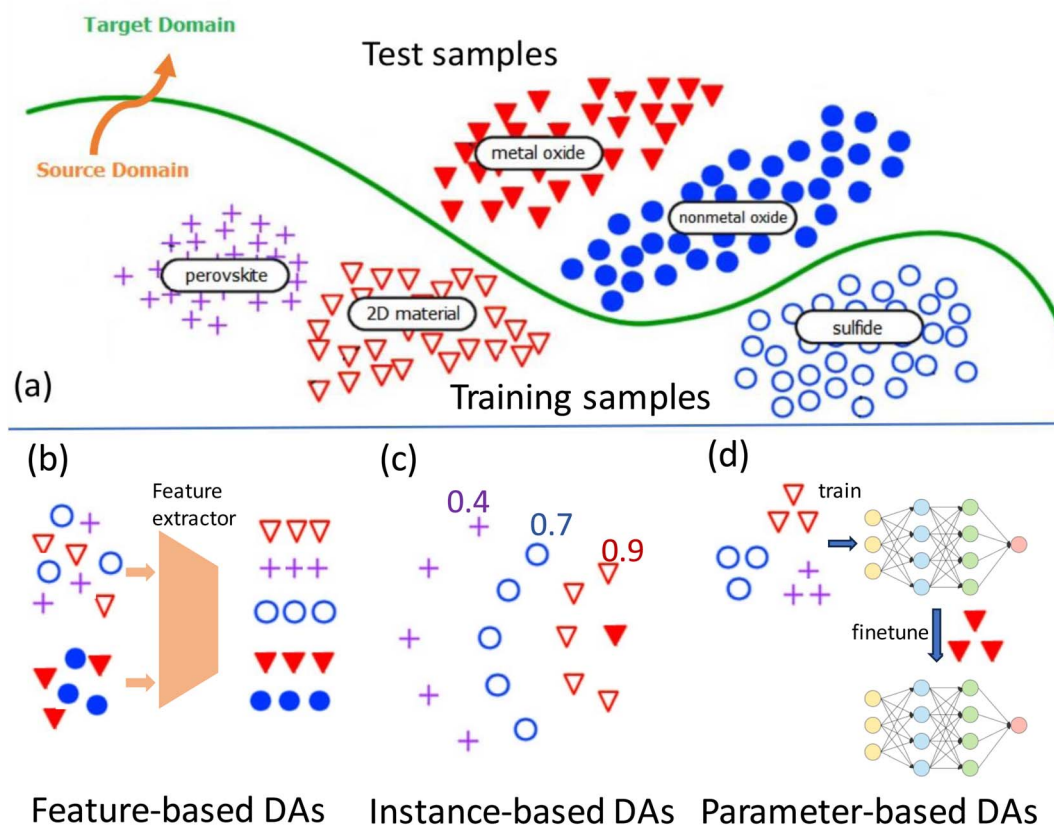 Target Domain
Test samples
Source Domain
metal oxide
nonmetal oxide
perovskite
2D material
sulfide
(a)
Training samples
(b)
Feature
extractor
(c)
0.4
0.7
0.9
(d)
train
finetune
Feature-based DAs
Instance-based DAs
Parameter-based DAs